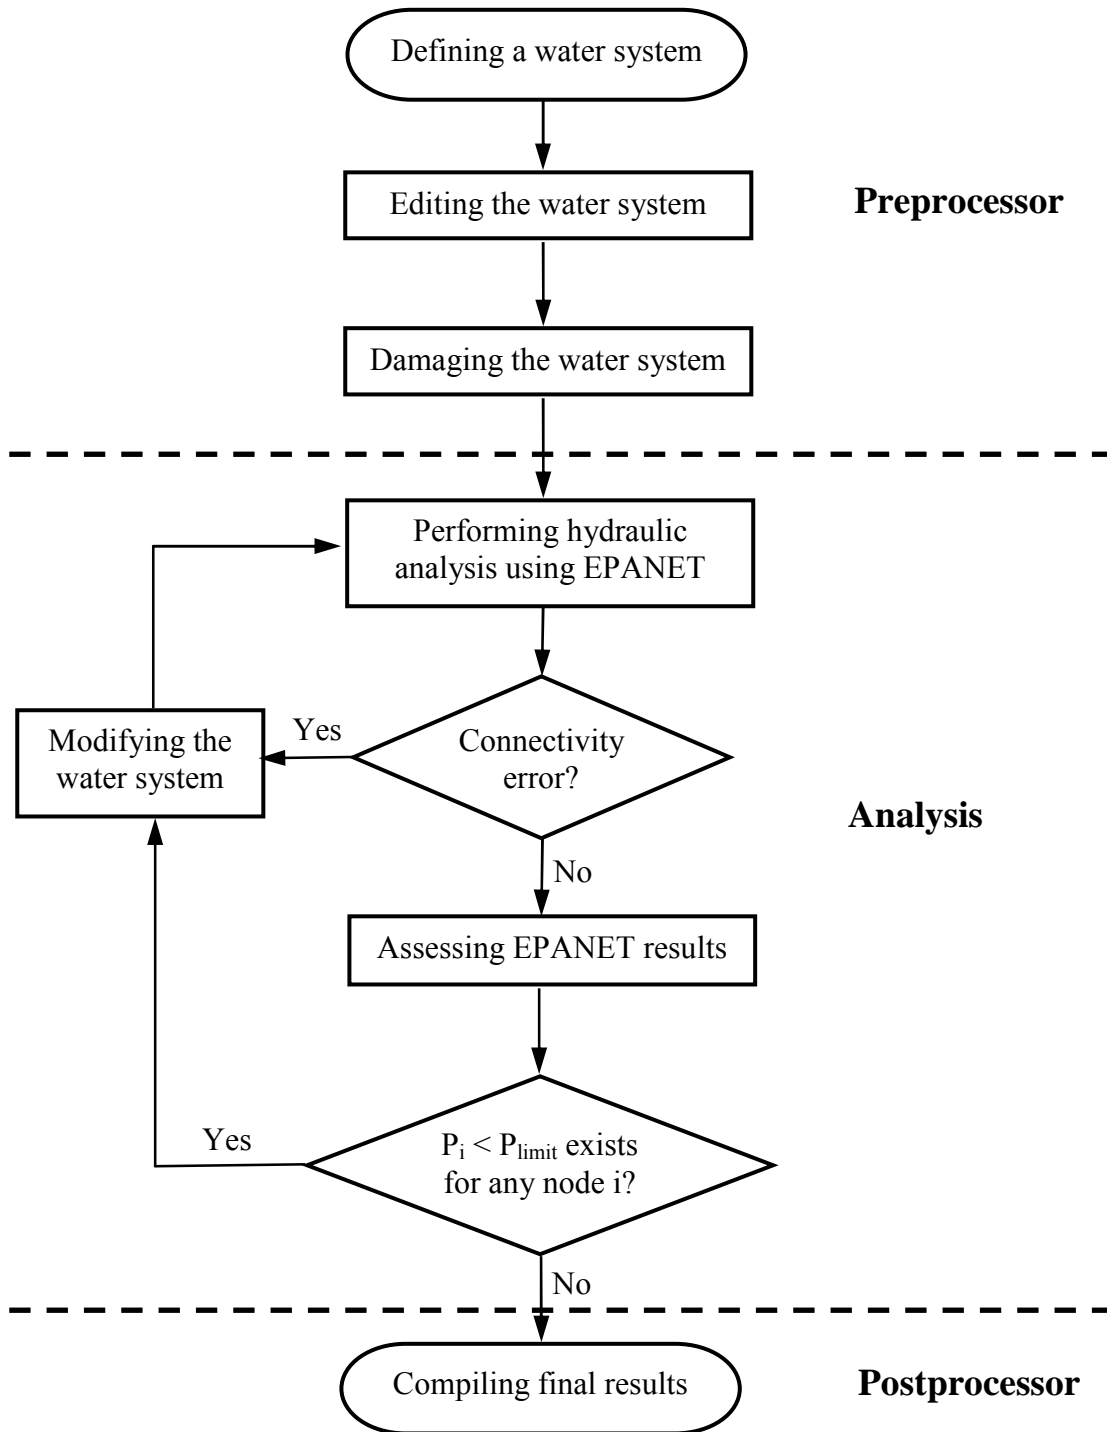 Defining a water system
Editing the water system
Preprocessor
Damaging the water system
Performing hydraulic
analysis using EPANET
Modifying the
water system
Yes
Connectivity
error?
Analysis
No
Assessing EPANET results
Yes
P_i < P_limit exists
for any node i?
No
Compiling final results
Postprocessor